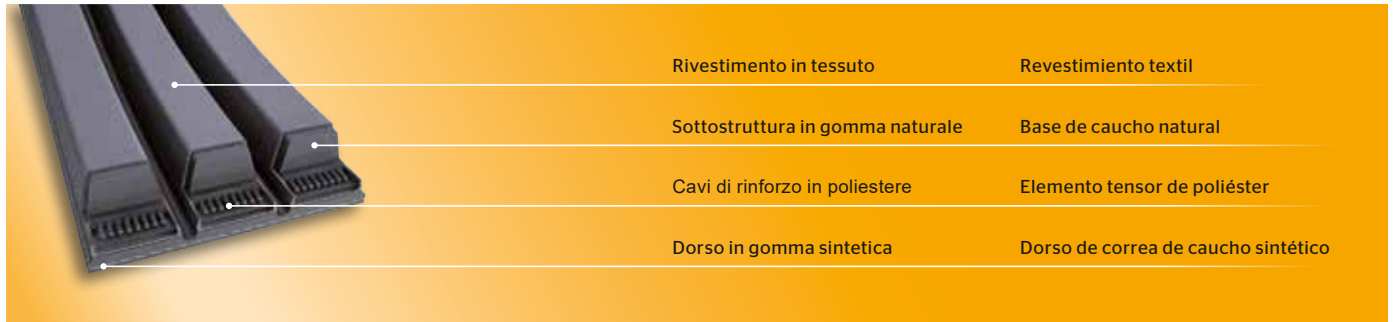 Rivestimento in tessuto Revestimiento textil
Sottostruttura in gomma naturale Base de caucho natural
Cavi di rinforzo in poliestere Elemento tensor de poliéster
Dorso in gomma sintetica Dorso de correa de caucho sintético